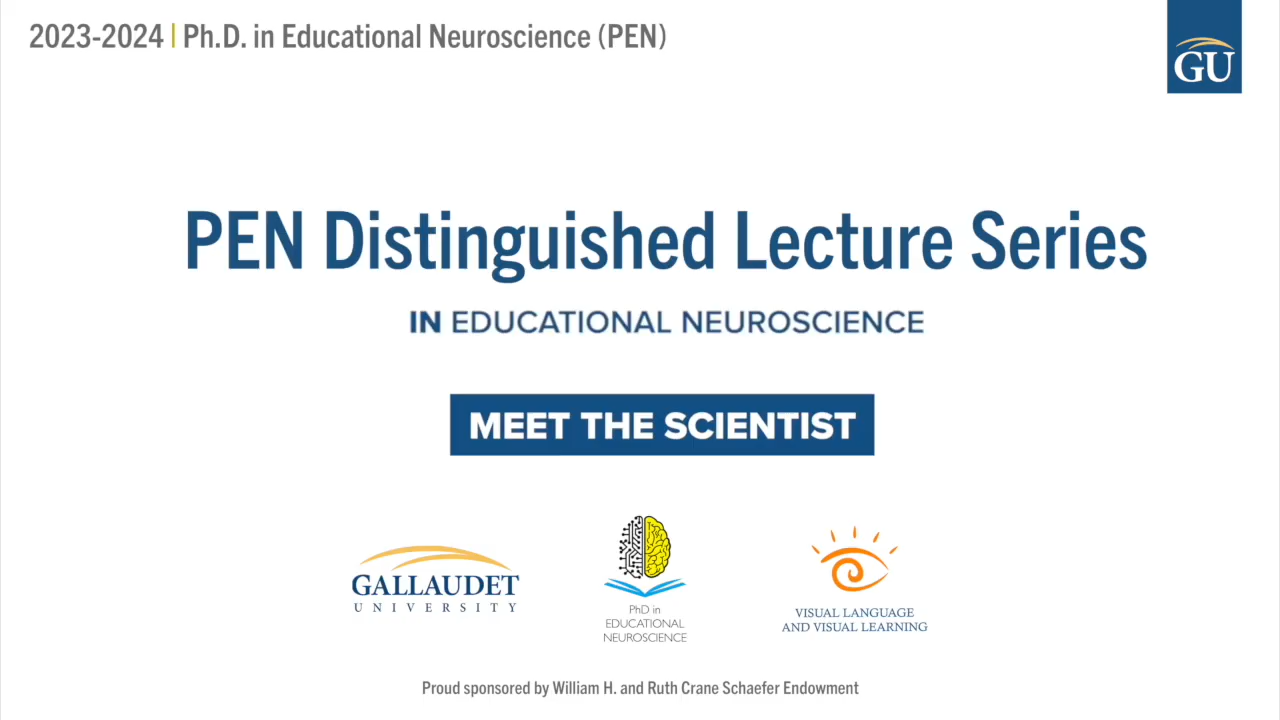 2023-2024 | Ph.D. in Educational Neuroscience (PEN)
GU
PEN Distinguished Lecture Series
IN EDUCATIONAL NEUROSCIENCE
MEET THE SCIENTIST
GALLAUDET
UNIVERSITY
PhD in
EDUCATIONAL
NEUROSCIENCE
VISUAL LANGUAGE
AND VISUAL LEARNING
Proud sponsored by William H. and Ruth Crane Schaefer Endowment